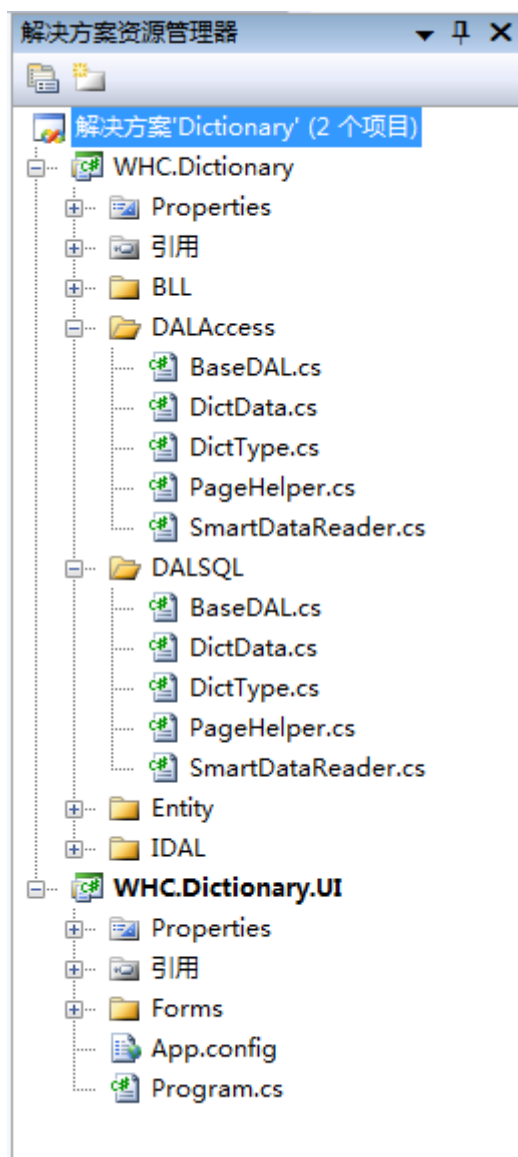 解决方案资源管理器
解决方案'Dictionary' (2 个项目)
WHC.Dictionary
Properties
引用
BLL
DALAccess
BaseDAL.cs
DictData.cs
DictType.cs
PageHelper.cs
SmartDataReader.cs
DALSQL
BaseDAL.cs
DictData.cs
DictType.cs
PageHelper.cs
SmartDataReader.cs
Entity
IDAL
WHC.Dictionary.UI
Properties
引用
Forms
App.config
Program.cs